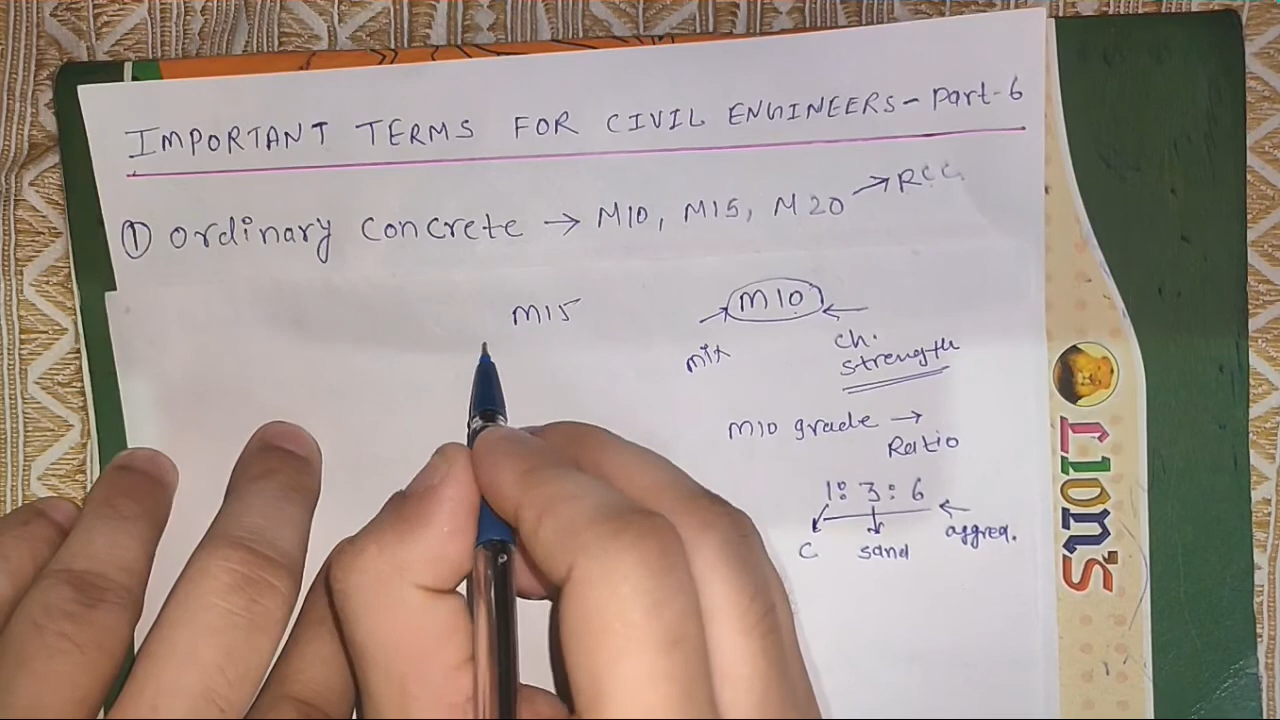 IMPORTANT TERMS FOR CIVIL ENGINEERS - Part-6
① Ordinary Concrete → M10, M15, M20 → RCC
M15
M10
mix
ch.
strength
M10 grade →
Ratio
1: 3 : 6
C sand aggreg.
LION'S